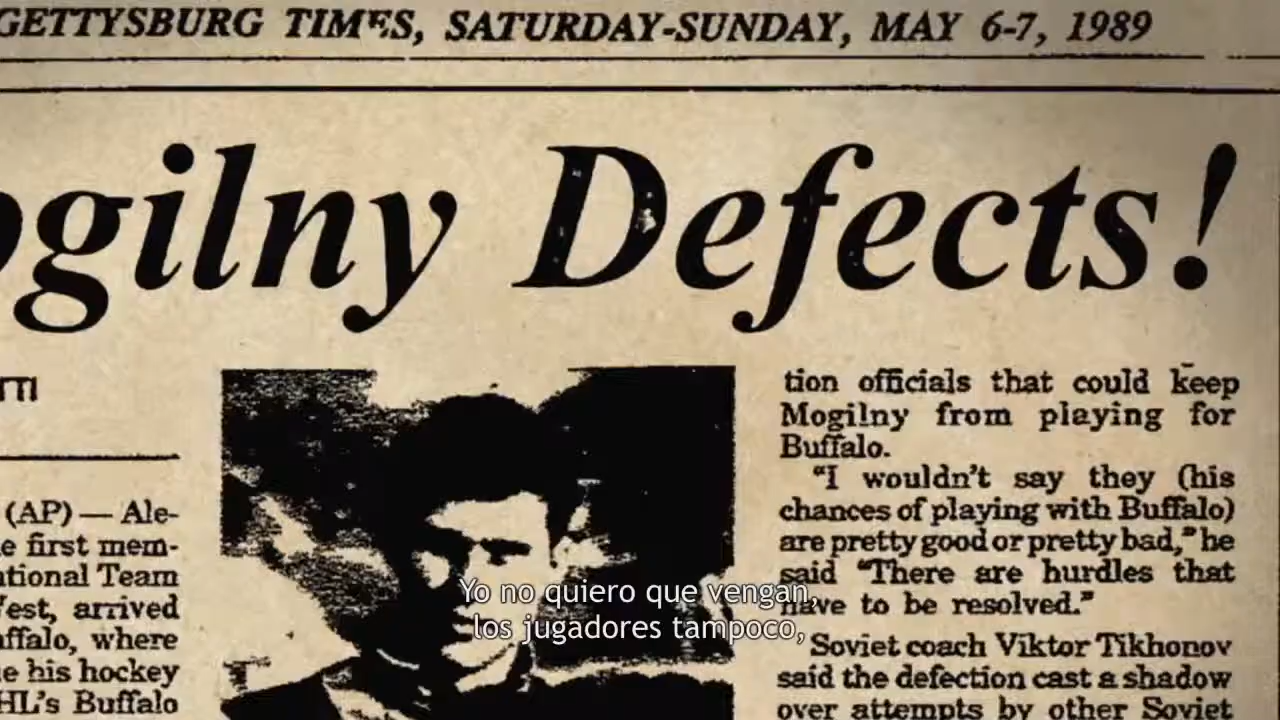 GETTYSBURG TIMES, SATURDAY-SUNDAY, MAY 6-7, 1989
ogilny Defects!
(AP) — Ale-
e first mem-
ational Team
est, arrived
ffalo, where
e his hockey
HL's Buffalo
tion officials that could keep
Mogilny from playing for
Buffalo.
"I wouldn't say they (his
chances of playing with Buffalo)
are pretty good or pretty bad," he
said "There are hurdles that
have to be resolved."
Soviet coach Viktor Tikhonov
said the defection cast a shadow
over attempts by other Soviet
Yo no quiero que vengan,
los jugadores tampoco,